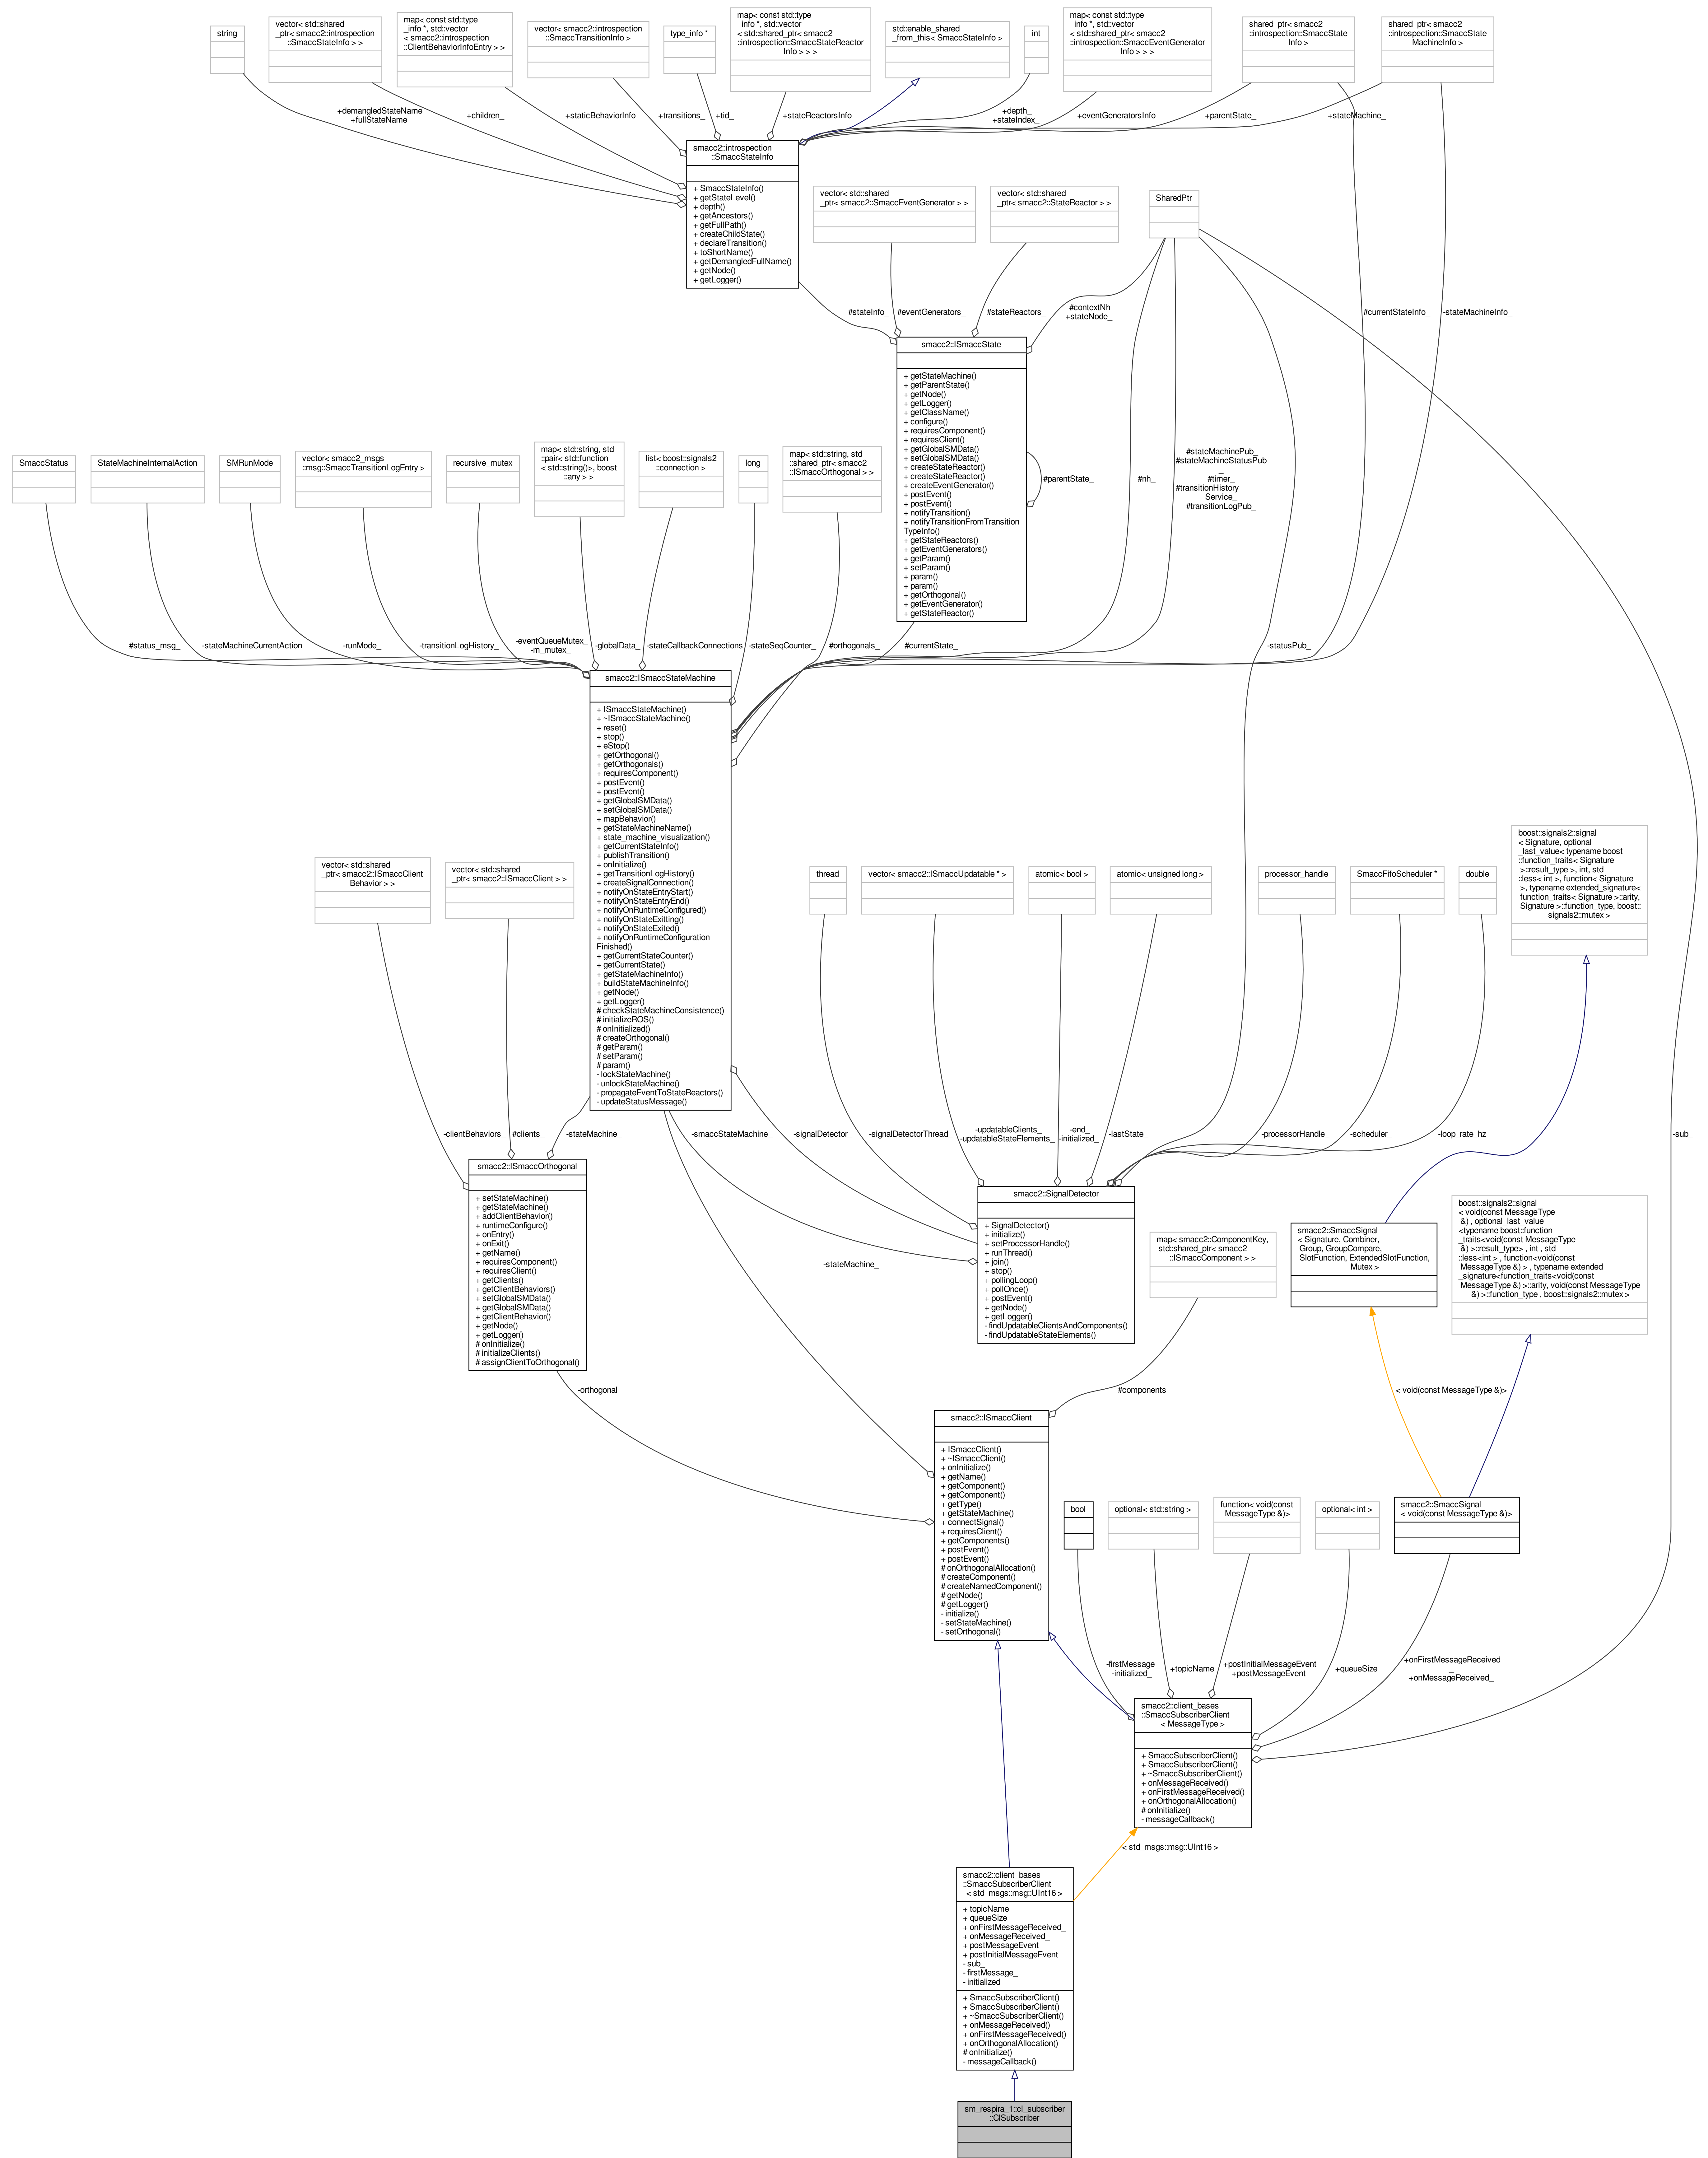 string
vector< std::shared
_ptr< smacc2::introspection
::SmaccStateInfo > >
map< const std::type
_info *, std::vector
< smacc2::introspection
::ClientBehaviorInfoEntry > >
vector< smacc2::introspection
::SmaccTransitionInfo >
type_info *
map< const std::type
_info *, std::vector
< std::shared_ptr< smacc2
::introspection::SmaccStateReactor
Info > > >
std::enable_shared
_from_this< SmaccStateInfo >
int
map< const std::type
_info *, std::vector
< std::shared_ptr< smacc2
::introspection::SmaccEventGenerator
Info > > >
shared_ptr< smacc2
::introspection::SmaccState
Info >
shared_ptr< smacc2
::introspection::SmaccState
MachineInfo >
+demangledStateName
+fullStateName
+children_
+staticBehaviorInfo
+transitions_
+tid_
+stateReactorsInfo
+depth_
+stateIndex_
+eventGeneratorsInfo
+parentState_
+stateMachine_
smacc2::introspection
::SmaccStateInfo
+ SmaccStateInfo()
+ getStateLevel()
+ depth()
+ getAncestors()
+ getFullPath()
+ createChildState()
+ declareTransition()
+ toShortName()
+ getDemangledFullName()
+ getNode()
+ getLogger()
vector< std::shared
_ptr< smacc2::SmaccEventGenerator > >
vector< std::shared
_ptr< smacc2::StateReactor > >
SharedPtr
#stateInfo_
#eventGenerators_
#stateReactors_
#contextNh
+stateNode_
#currentStateInfo_
-stateMachineInfo_
smacc2::ISmaccState
+ getStateMachine()
+ getParentState()
+ getNode()
+ getLogger()
+ getClassName()
+ configure()
+ requiresComponent()
+ requiresClient()
+ getGlobalSMData()
+ setGlobalSMData()
+ createStateReactor()
+ createStateReactor()
+ createEventGenerator()
+ postEvent()
+ postEvent()
+ notifyTransition()
+ notifyTransitionFromTransition
TypeInfo()
+ getStateReactors()
+ getEventGenerators()
+ getParam()
+ setParam()
+ param()
+ param()
+ getOrthogonal()
+ getEventGenerator()
+ getStateReactor()
#parentState_
#nh_
#stateMachinePub_
#stateMachineStatusPub
_
#timer_
#transitionHistory
Service_
#transitionLogPub_
SmaccStatus
StateMachineInternalAction
SMRunMode
vector< smacc2_msgs
::msg::SmaccTransitionLogEntry >
recursive_mutex
map< std::string, std
::pair< std::function
< std::string()>, boost
::any > >
list< boost::signals2
::connection >
long
map< std::string, std
::shared_ptr< smacc2
::ISmaccOrthogonal > >
#status_msg_
-stateMachineCurrentAction
-runMode_
-transitionLogHistory_
-eventQueueMutex_
-m_mutex_
-globalData_
-stateCallbackConnections
-stateSeqCounter_
#orthogonals_
#currentState_
-statusPub_
smacc2::ISmaccStateMachine
+ ISmaccStateMachine()
+ ~ISmaccStateMachine()
+ reset()
+ stop()
+ eStop()
+ getOrthogonal()
+ getOrthogonals()
+ requiresComponent()
+ postEvent()
+ postEvent()
+ getGlobalSMData()
+ setGlobalSMData()
+ mapBehavior()
+ getStateMachineName()
+ state_machine_visualization()
+ getCurrentStateInfo()
+ publishTransition()
+ onInitialize()
+ getTransitionLogHistory()
+ createSignalConnection()
+ notifyOnStateEntryStart()
+ notifyOnStateEntryEnd()
+ notifyOnRuntimeConfigured()
+ notifyOnStateExitting()
+ notifyOnStateExited()
+ notifyOnRuntimeConfiguration
Finished()
+ getCurrentStateCounter()
+ getCurrentState()
+ getStateMachineInfo()
+ buildStateMachineInfo()
+ getNode()
+ getLogger()
# checkStateMachineConsistence()
# initializeROS()
# onInitialized()
# createOrthogonal()
# getParam()
# setParam()
# param()
- lockStateMachine()
- unlockStateMachine()
- propagateEventToStateReactors()
- updateStatusMessage()
vector< std::shared
_ptr< smacc2::ISmaccClient
Behavior > >
vector< std::shared
_ptr< smacc2::ISmaccClient > >
thread
vector< smacc2::ISmaccUpdatable * >
atomic< bool >
atomic< unsigned long >
processor_handle
SmaccFifoScheduler *
double
boost::signals2::signal
< Signature, optional
_last_value< typename boost
::function_traits< Signature
>::result_type >, int, std
::less< int >, function< Signature
>, typename extended_signature<
function_traits< Signature >::arity,
Signature >::function_type, boost::
signals2::mutex >
-clientBehaviors_
#clients_
-stateMachine_
-smaccStateMachine_
-signalDetector_
-signalDetectorThread_
-updatableClients_
-updatableStateElements_
-end_
-initialized_
-lastState_
-processorHandle_
-scheduler_
-loop_rate_hz
-sub_
smacc2::ISmaccOrthogonal
+ setStateMachine()
+ getStateMachine()
+ addClientBehavior()
+ runtimeConfigure()
+ onEntry()
+ onExit()
+ getName()
+ requiresComponent()
+ requiresClient()
+ getClients()
+ getClientBehaviors()
+ setGlobalSMData()
+ getGlobalSMData()
+ getClientBehavior()
+ getNode()
+ getLogger()
# onInitialize()
# initializeClients()
# assignClientToOrthogonal()
smacc2::SignalDetector
+ SignalDetector()
+ initialize()
+ setProcessorHandle()
+ runThread()
+ join()
+ stop()
+ pollingLoop()
+ pollOnce()
+ postEvent()
+ getNode()
+ getLogger()
- findUpdatableClientsAndComponents()
- findUpdatableStateElements()
-stateMachine_
map< smacc2::ComponentKey,
std::shared_ptr< smacc2
::ISmaccComponent > >
smacc2::SmaccSignal
< Signature, Combiner,
Group, GroupCompare,
SlotFunction, ExtendedSlotFunction,
Mutex >
boost::signals2::signal
< void(const MessageType
&) , optional_last_value
<typename boost::function
_traits<void(const MessageType
&) >::result_type> , int , std
::less<int > , function<void(const
MessageType &) > , typename extended
_signature<function_traits<void(const
MessageType &) >::arity, void(const MessageType
&) >::function_type , boost::signals2::mutex >
-orthogonal_
#components_
< void(const MessageType &)>
smacc2::ISmaccClient
+ ISmaccClient()
+ ~ISmaccClient()
+ onInitialize()
+ getName()
+ getComponent()
+ getComponent()
+ getType()
+ getStateMachine()
+ connectSignal()
+ requiresClient()
+ getComponents()
+ postEvent()
+ postEvent()
# onOrthogonalAllocation()
# createComponent()
# createNamedComponent()
# getNode()
# getLogger()
- initialize()
- setStateMachine()
- setOrthogonal()
bool
optional< std::string >
function< void(const
MessageType &)>
optional< int >
smacc2::SmaccSignal
< void(const MessageType &)>
-firstMessage_
-initialized_
+topicName
+postInitialMessageEvent
+postMessageEvent
+queueSize
+onFirstMessageReceived
_
+onMessageReceived_
smacc2::client_bases
::SmaccSubscriberClient
< MessageType >
+ SmaccSubscriberClient()
+ SmaccSubscriberClient()
+ ~SmaccSubscriberClient()
+ onMessageReceived()
+ onFirstMessageReceived()
+ onOrthogonalAllocation()
# onInitialize()
- messageCallback()
< std_msgs::msg::UInt16 >
smacc2::client_bases
::SmaccSubscriberClient
< std_msgs::msg::UInt16 >
+ topicName
+ queueSize
+ onFirstMessageReceived_
+ onMessageReceived_
+ postMessageEvent
+ postInitialMessageEvent
- sub_
- firstMessage_
- initialized_
+ SmaccSubscriberClient()
+ SmaccSubscriberClient()
+ ~SmaccSubscriberClient()
+ onMessageReceived()
+ onFirstMessageReceived()
+ onOrthogonalAllocation()
# onInitialize()
- messageCallback()
sm_respira_1::cl_subscriber
::ClSubscriber